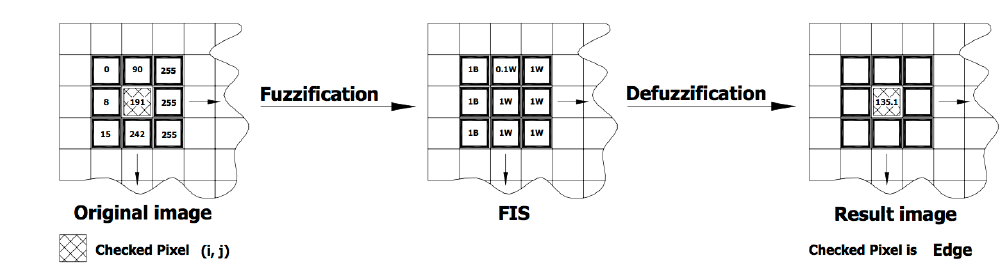 0 90 255
8 191 255
15 242 255
Original image
Checked Pixel (i, j)
Fuzzification
1B 0.1W 1W
1B 1W 1W
1B 1W 1W
FIS
Defuzzification
135.1
Result image
Checked Pixel is Edge